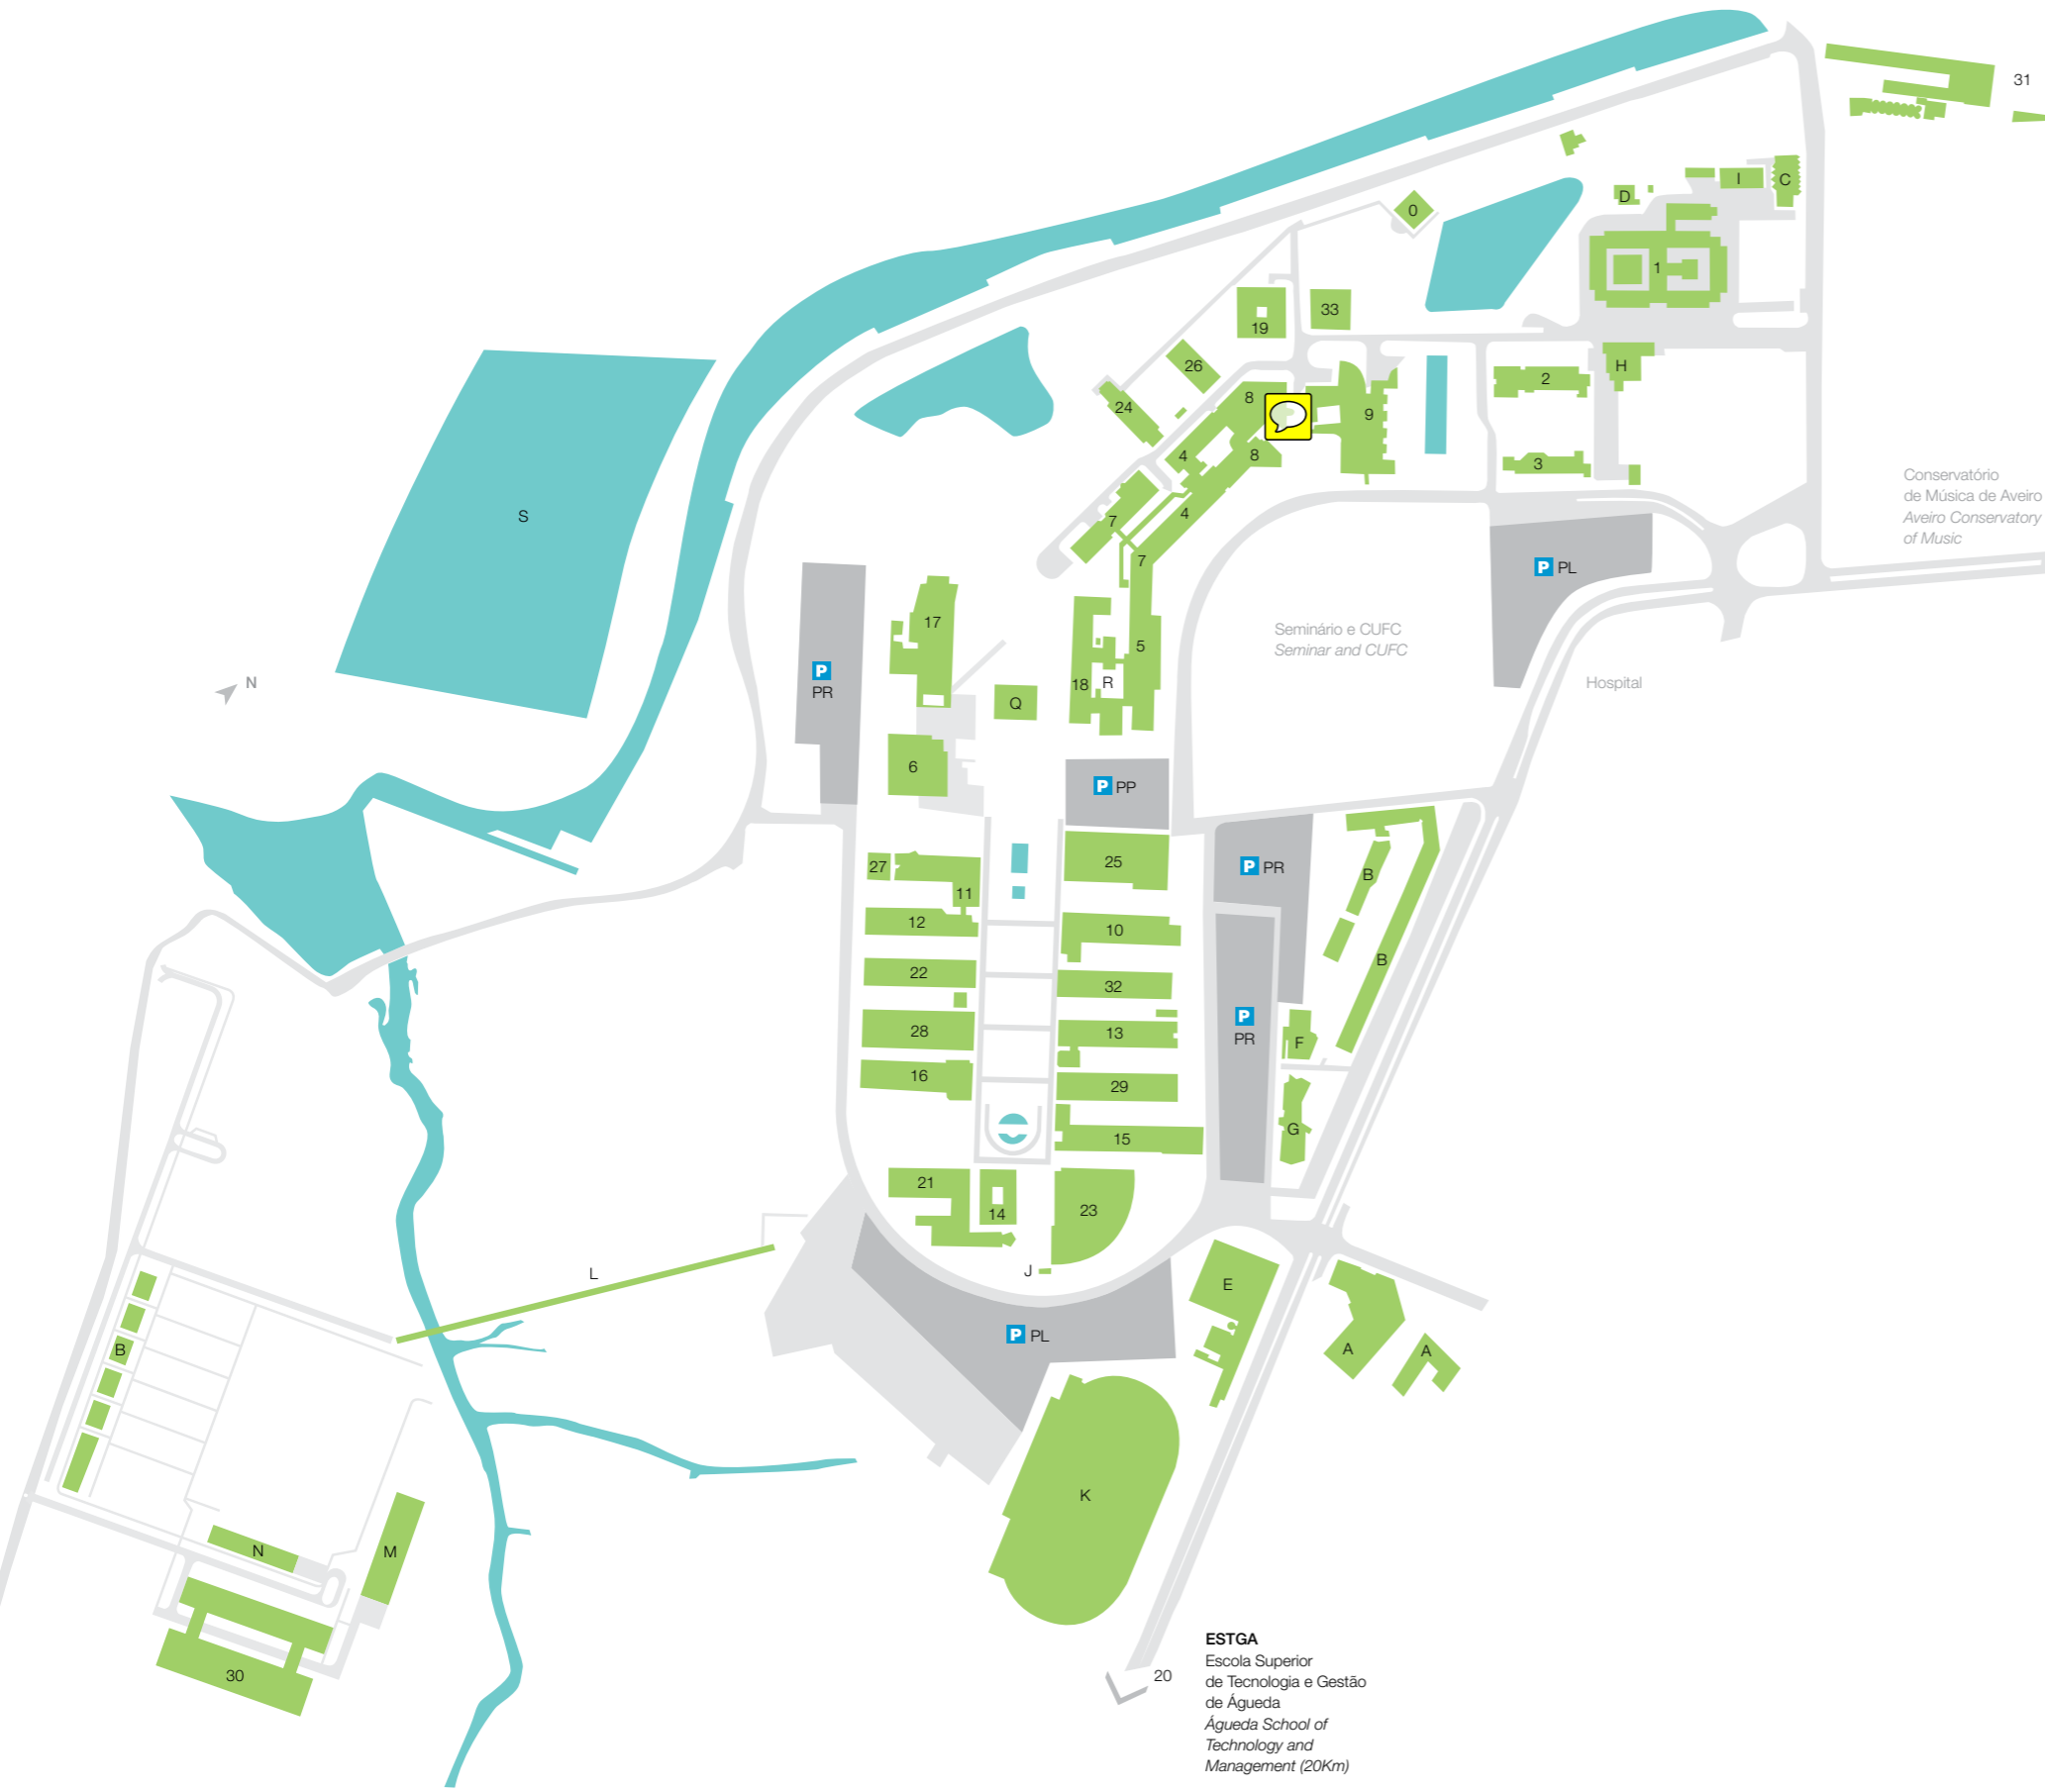 31
I
C
D
0
1
33
19
H
26
2
8
24
9
4
8
3
Conservatório
de Música de Aveiro
Aveiro Conservatory
of Music
S
4
7
7
P PL
17
Seminário e CUFC
Seminar and CUFC
5
P
PR
18
R
N
Hospital
Q
6
P PP
25
27
P PR
B
11
12
10
B
22
32
P
PR
28
13
F
16
29
15
G
21
14
23
J
L
E
P PL
B
A
A
K
N
M
30
20
ESTGA
Escola Superior
de Tecnologia e Gestão
de Águeda
Águeda School of
Technology and
Management (20Km)